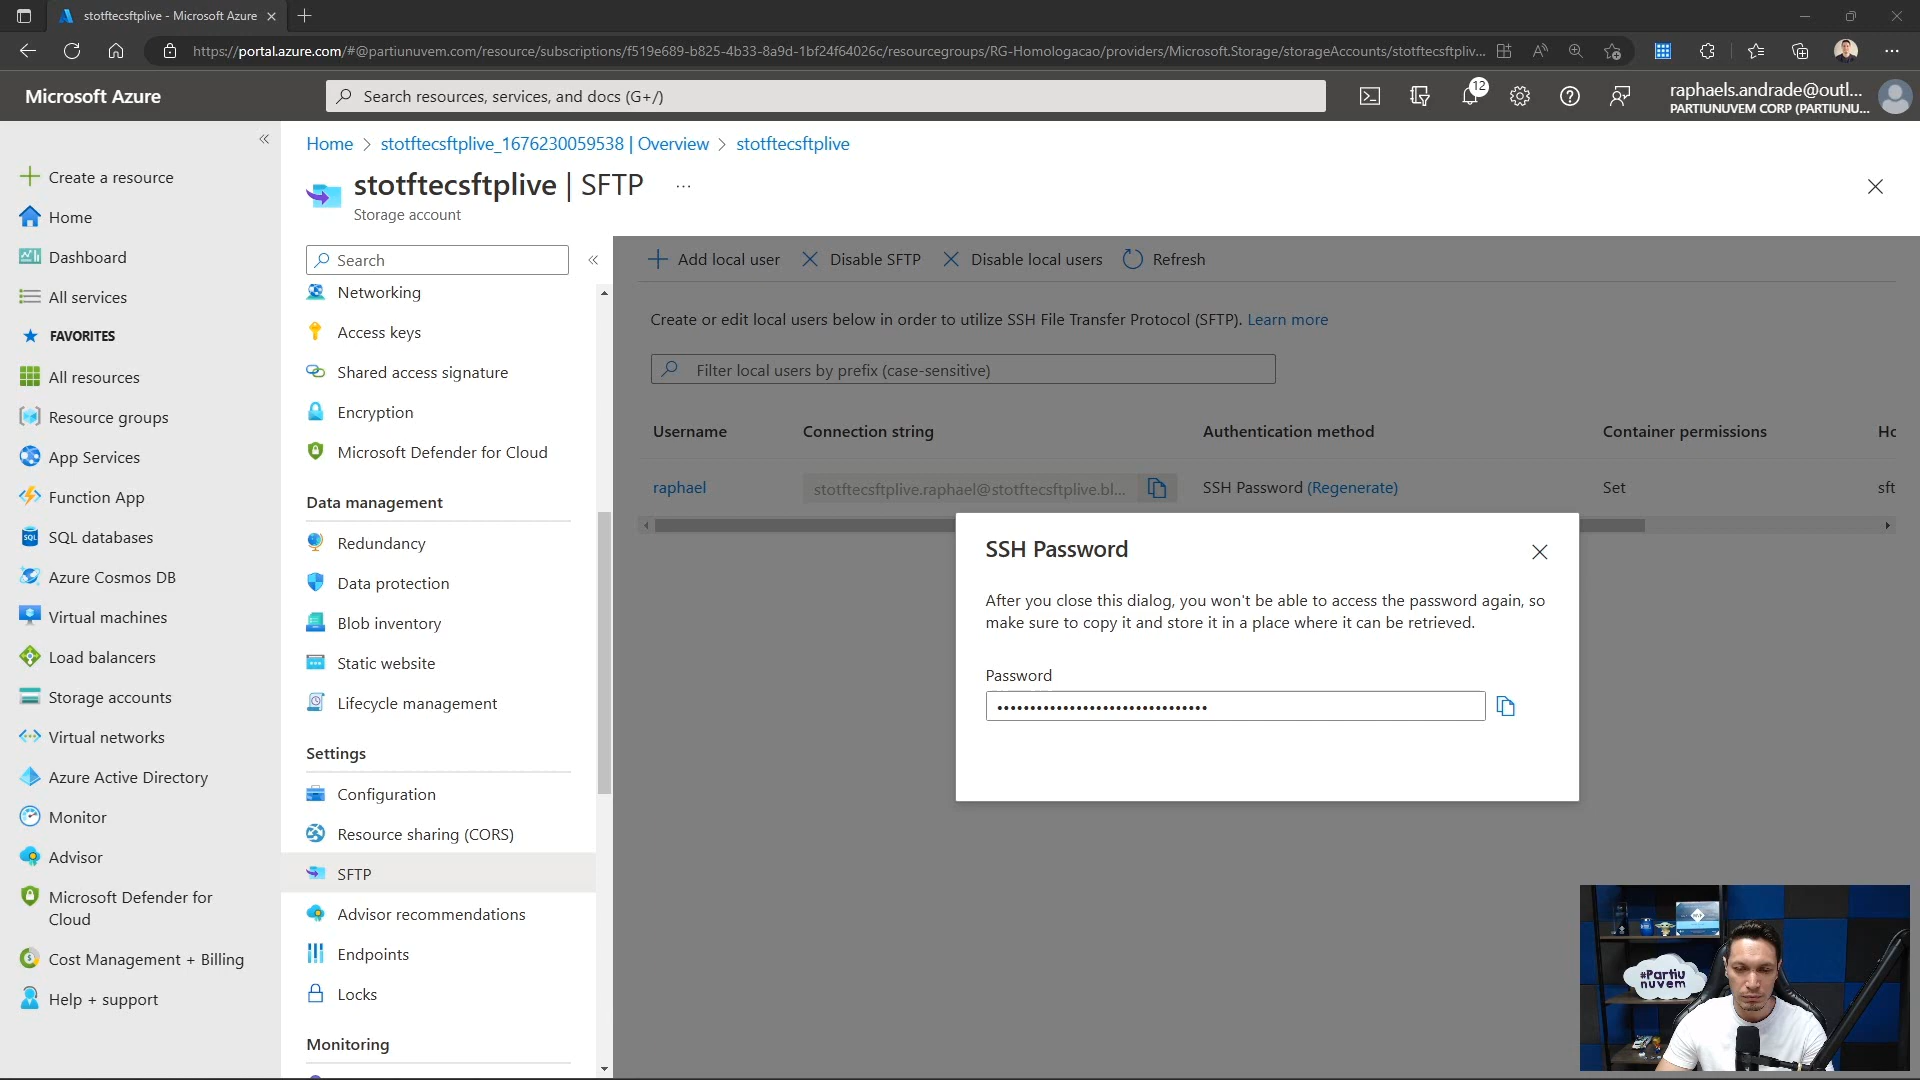 stotftecsftplive - Microsoft Azure
https://portal.azure.com/#@partiunuvem.com/resource/subscriptions/f519e689-b825-4b33-8a9d-1bf24f64026c/resourcegroups/RG-Homologacao/providers/Microsoft.Storage/storageAccounts/stotftecsftpliv...
Microsoft Azure
Search resources, services, and docs (G+/)
12
raphaels.andrade@outl...
PARTIUNUVEM CORP (PARTIUNU...
Home > stotftecsftplive_1676230059538 | Overview > stotftecsftplive
stotftecsftplive | SFTP ...
Storage account
Create a resource
Home
Dashboard
All services
FAVORITES
All resources
Resource groups
App Services
Function App
SQL databases
Azure Cosmos DB
Virtual machines
Load balancers
Storage accounts
Virtual networks
Azure Active Directory
Monitor
Advisor
Microsoft Defender for
Cloud
Cost Management + Billing
Help + support
Search
Networking
Access keys
Shared access signature
Encryption
Microsoft Defender for Cloud
Data management
Redundancy
Data protection
Blob inventory
Static website
Lifecycle management
Settings
Configuration
Resource sharing (CORS)
SFTP
Advisor recommendations
Endpoints
Locks
Monitoring
Add local user
Disable SFTP
Disable local users
Refresh
Create or edit local users below in order to utilize SSH File Transfer Protocol (SFTP). Learn more
Filter local users by prefix (case-sensitive)
Username Connection string Authentication method Container permissions Hc
raphael stotftecsftplive.raphael@stotftecsftplive.bl... SSH Password (Regenerate) Set sft
SSH Password
After you close this dialog, you won't be able to access the password again, so
make sure to copy it and store it in a place where it can be retrieved.
Password
#Partiu
nuvem